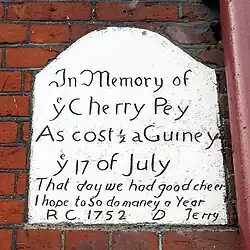 In Memory of
yᵉ Cherry Pey
As cost ½ a Guiney
yᵉ 17 of July
That day we had good cheer
I hope to So do maney a Year
R C 1752 D Terry